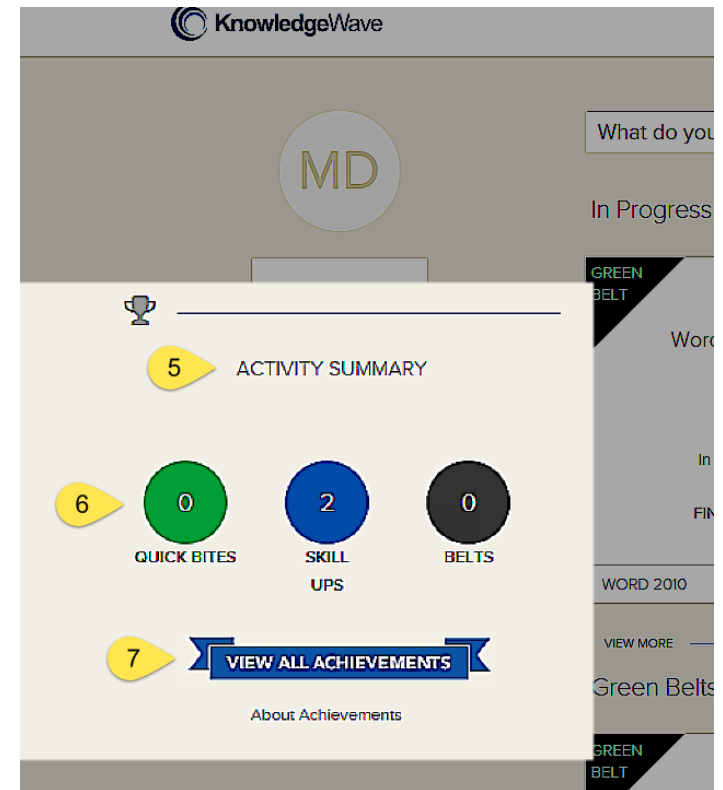 KnowledgeWave
MD
What do you
In Progress
GREEN
BELT
Word
In
FIN
WORD 2010
VIEW MORE
Green Belts
GREEN
BELT
5
ACTIVITY SUMMARY
6
0
2
0
QUICK BITES
SKILL
UPS
BELTS
7
VIEW ALL ACHIEVEMENTS
About Achievements